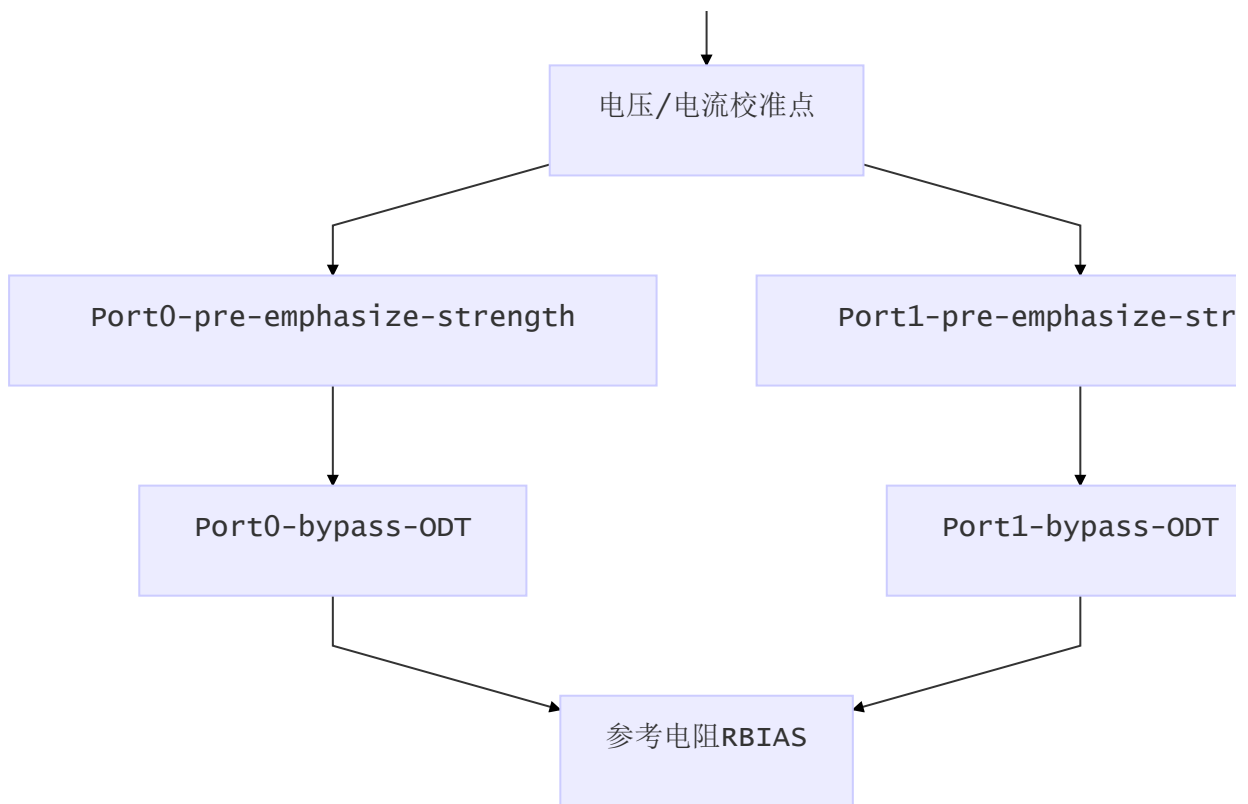 电压/电流校准点
Port0-pre-emphasize-strength
Port1-pre-emphasize-str
Port0-bypass-ODT
Port1-bypass-ODT
参考电阻RBIAS